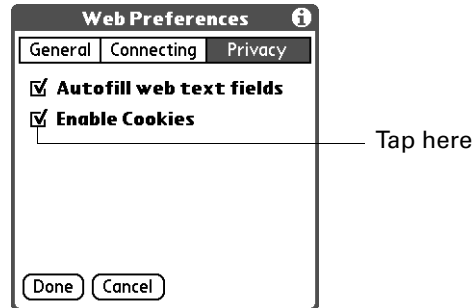 Web Preferences i
General Connecting Privacy
Autofill web text fields
Enable Cookies
Tap here
Done Cancel